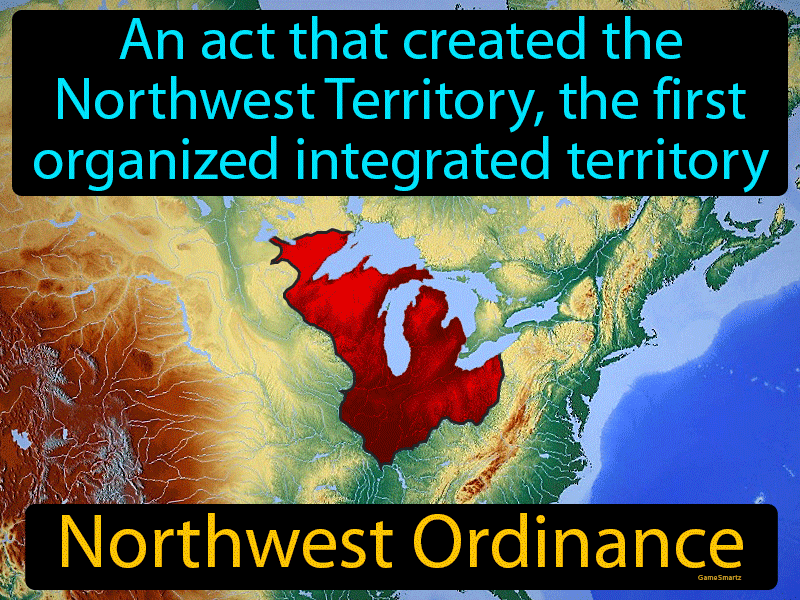 An act that created the
Northwest Territory, the first
organized integrated territory
Northwest Ordinance
GameSmartz